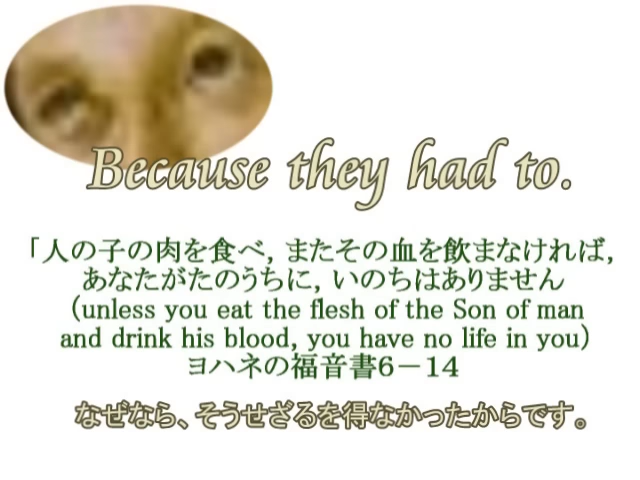 Because they had to.
「人の子の肉を食べ, またその血を飲まなければ,
あなたがたのうちに, いのちはありません
(unless you eat the flesh of the Son of man
and drink his blood, you have no life in you)
ヨハネの福音書6－14
なぜなら、そうせざるを得なかったからです。